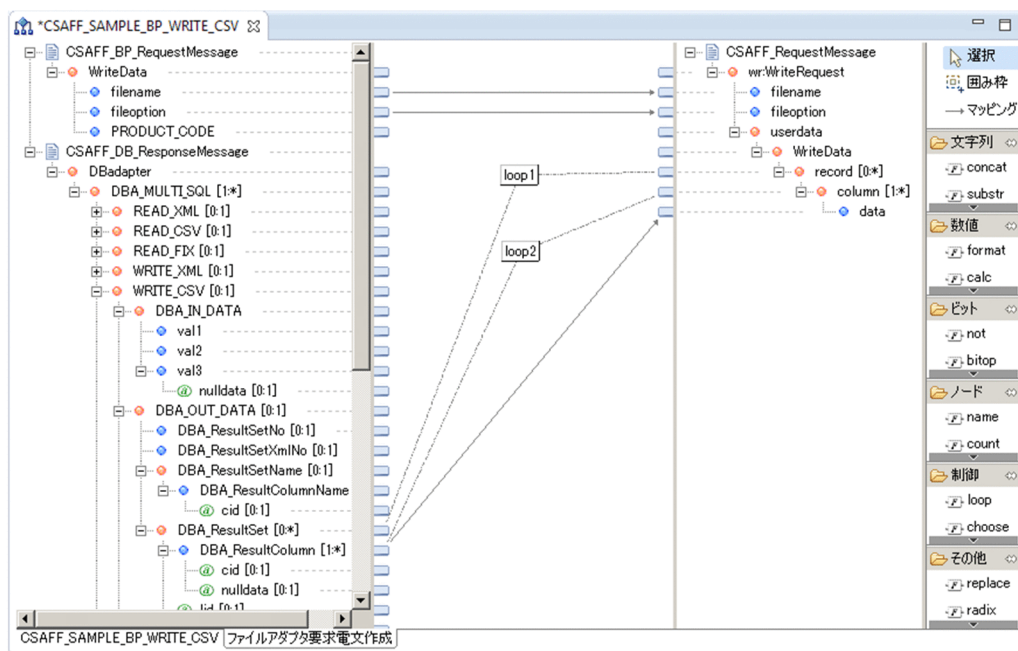 *CSAFF_SAMPLE_BP_WRITE_CSV
CSAFF_BP_RequestMessage
WriteData
filename
fileoption
PRODUCT_CODE
CSAFF_DB_ResponseMessage
DBadapter
DBA_MULTI_SQL [1:*]
READ_XML [0:1]
READ_CSV [0:1]
READ_FIX [0:1]
WRITE_XML [0:1]
WRITE_CSV [0:1]
DBA_IN_DATA
val1
val2
val3
nulldata [0:1]
DBA_OUT_DATA [0:1]
DBA_ResultSetNo [0:1]
DBA_ResultSetXmlNo [0:1]
DBA_ResultSetName [0:1]
DBA_ResultColumnName
cid [0:1]
DBA_ResultSet [0:*]
DBA_ResultColumn [1:*]
cid [0:1]
nulldata [0:1]
lid [0:1]
loop1
loop2
CSAFF_RequestMessage
wr:WriteRequest
filename
fileoption
userdata
WriteData
record [0:*]
column [1:*]
data
選択
囲み枠
マッピング
文字列
concat
substr
数値
format
calc
ビット
not
bitop
ノード
name
count
制御
loop
choose
その他
replace
radix
CSAFF_SAMPLE_BP_WRITE_CSV
ファイルアダプタ要求電文作成